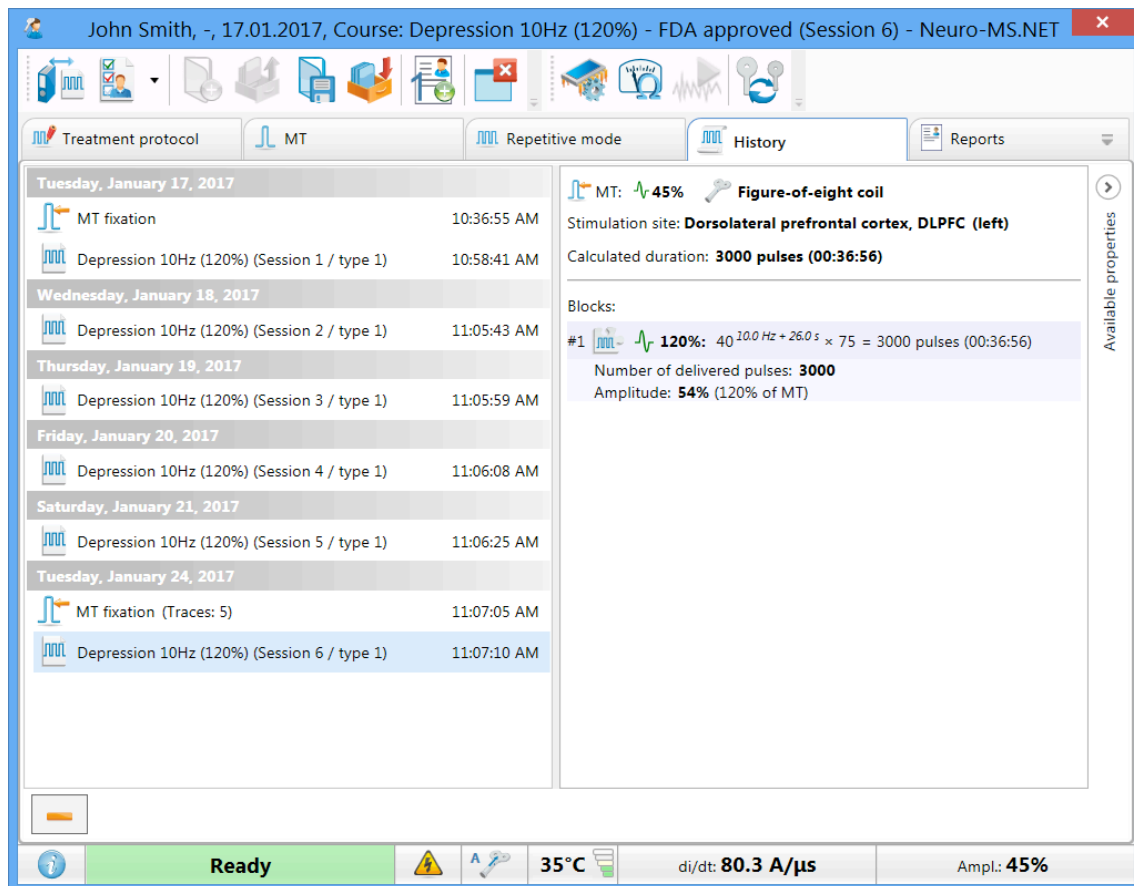 John Smith, -, 17.01.2017, Course: Depression 10Hz (120%) - FDA approved (Session 6) - Neuro-MS.NET
Treatment protocol
MT
Repetitive mode
History
Reports
Tuesday, January 17, 2017
MT fixation 10:36:55 AM
Depression 10Hz (120%) (Session 1 / type 1) 10:58:41 AM
Wednesday, January 18, 2017
Depression 10Hz (120%) (Session 2 / type 1) 11:05:43 AM
Thursday, January 19, 2017
Depression 10Hz (120%) (Session 3 / type 1) 11:05:59 AM
Friday, January 20, 2017
Depression 10Hz (120%) (Session 4 / type 1) 11:06:08 AM
Saturday, January 21, 2017
Depression 10Hz (120%) (Session 5 / type 1) 11:06:25 AM
Tuesday, January 24, 2017
MT fixation (Traces: 5) 11:07:05 AM
Depression 10Hz (120%) (Session 6 / type 1) 11:07:10 AM
MT: 45% Figure-of-eight coil
Stimulation site: Dorsolateral prefrontal cortex, DLPFC (left)
Calculated duration: 3000 pulses (00:36:56)
Blocks:
#1 120%: 40 10.0 Hz + 26.0 s × 75 = 3000 pulses (00:36:56)
Number of delivered pulses: 3000
Amplitude: 54% (120% of MT)
Available properties
Ready
A
35°C
di/dt: 80.3 A/µs
Ampl.: 45%